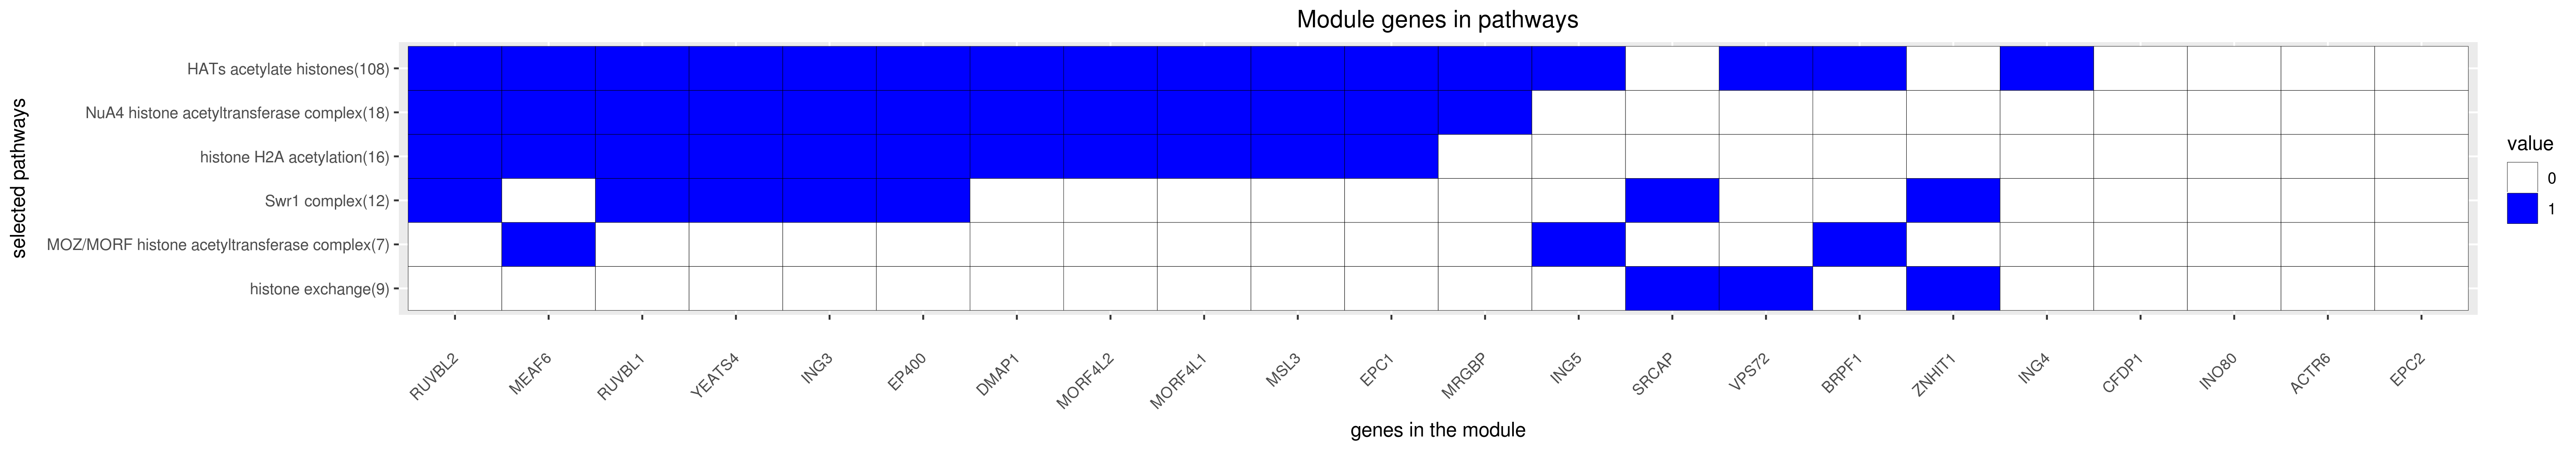 Module genes in pathways
selected pathways
HATs acetylate histones(108)
NuA4 histone acetyltransferase complex(18)
histone H2A acetylation(16)
Swr1 complex(12)
MOZ/MORF histone acetyltransferase complex(7)
histone exchange(9)
value
0
1
RUVBL2 MEAF6 RUVBL1 YEATS4 ING3 EP400 DMAP1 MORF4L2 MORF4L1 MSL3 EPC1 MRGBP ING5 SRCAP VPS72 BRPF1 ZNHIT1 ING4 CFDP1 INO80 ACTR6 EPC2
genes in the module